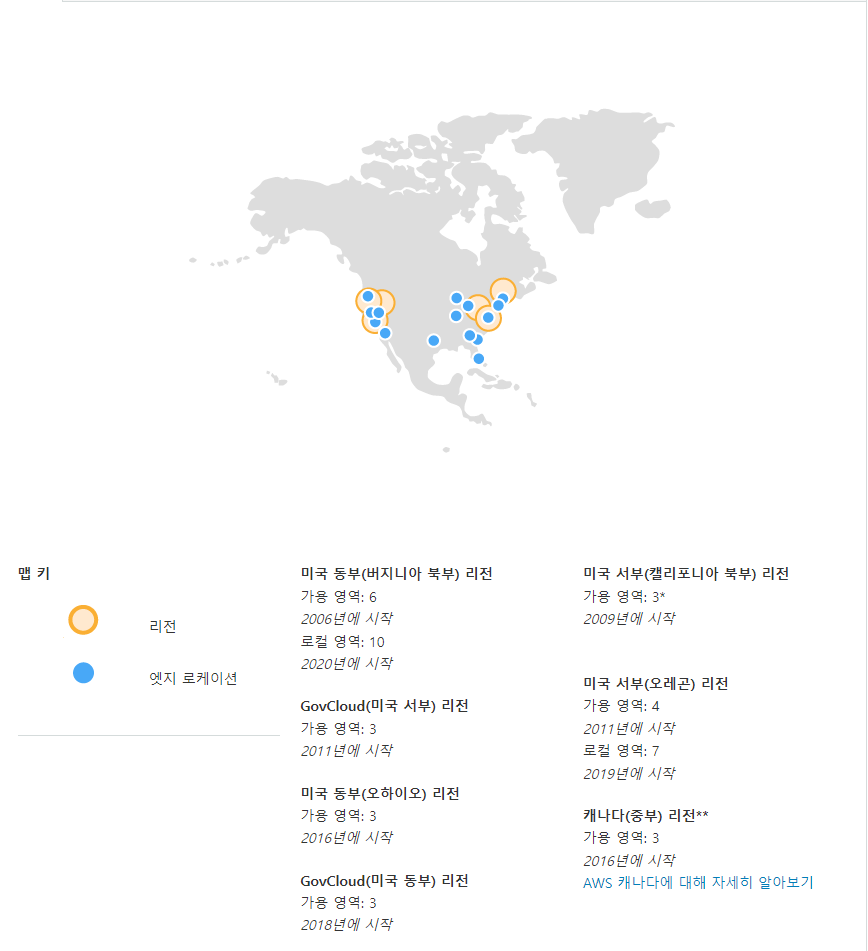 맵 키
리전
엣지 로케이션
미국 동부(버지니아 북부) 리전
가용 영역: 6
2006년에 시작
로컬 영역: 10
2020년에 시작
GovCloud(미국 서부) 리전
가용 영역: 3
2011년에 시작
미국 동부(오하이오) 리전
가용 영역: 3
2016년에 시작
GovCloud(미국 동부) 리전
가용 영역: 3
2018년에 시작
미국 서부(캘리포니아 북부) 리전
가용 영역: 3*
2009년에 시작
미국 서부(오레곤) 리전
가용 영역: 4
2011년에 시작
로컬 영역: 7
2019년에 시작
캐나다(중부) 리전**
가용 영역: 3
2016년에 시작
AWS 캐나다에 대해 자세히 알아보기